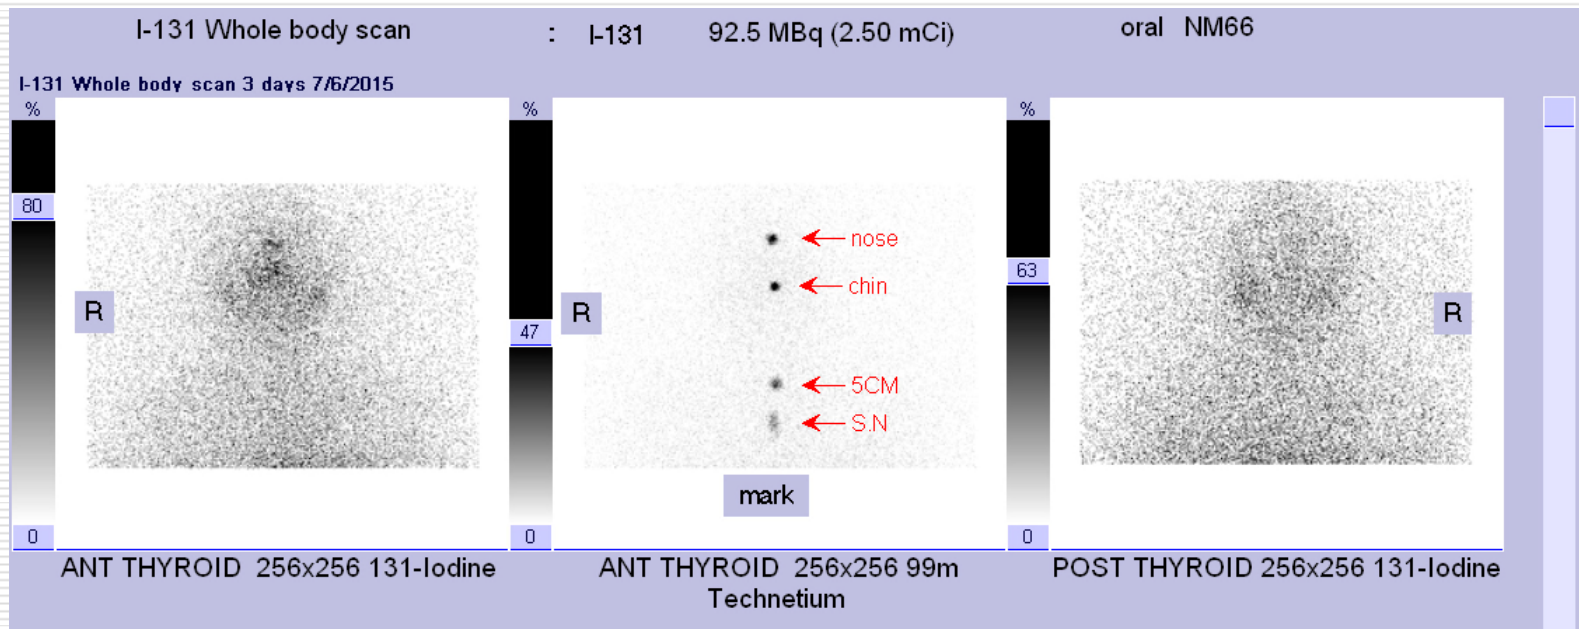 I-131 Whole body scan : I-131 92.5 MBq (2.50 mCi) oral NM66
I-131 Whole body scan 3 days 7/6/2015
% % %
80
nose
63
chin
R R R
47
5CM
S.N
mark
0 0 0
ANT THYROID 256x256 131-Iodine
ANT THYROID 256x256 99m
Technetium
POST THYROID 256x256 131-Iodine